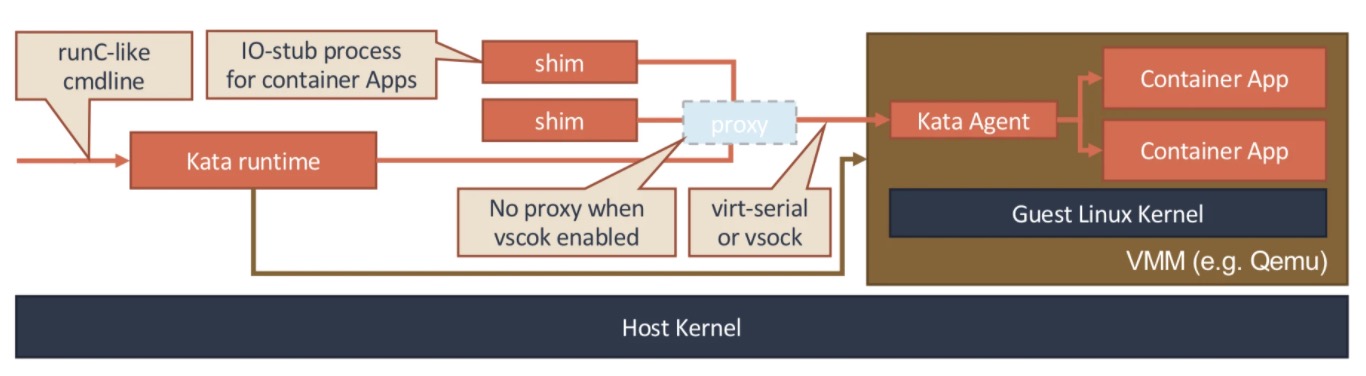 runC-like
cmdline
IO-stub process
for container Apps
shim
shim
proxy
Kata runtime
No proxy when
vscok enabled
virt-serial
or vsock
Kata Agent
Container App
Container App
Guest Linux Kernel
VMM (e.g. Qemu)
Host Kernel